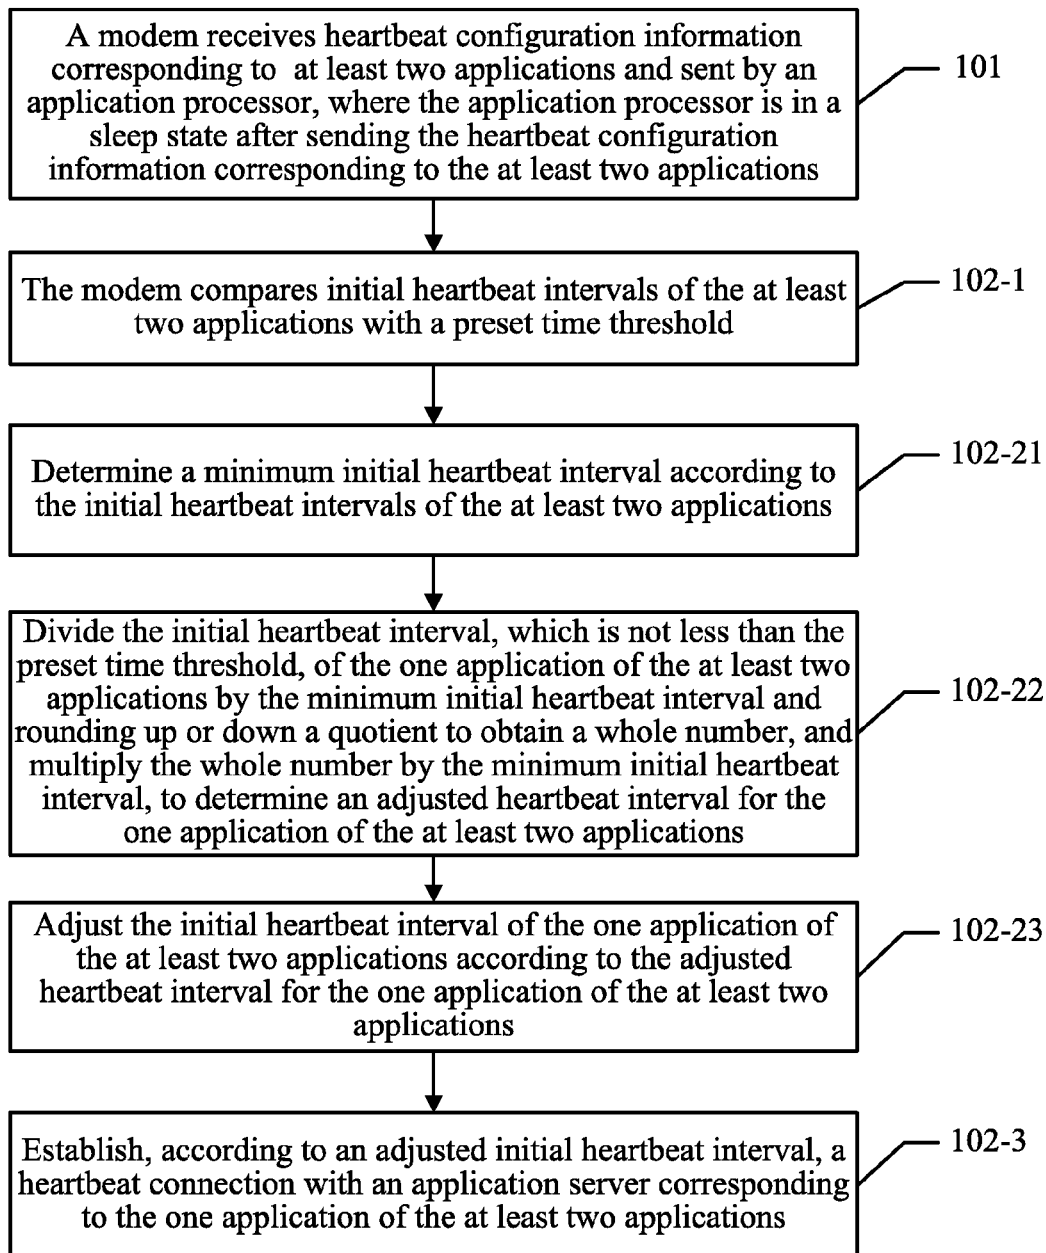 A modem receives heartbeat configuration information
corresponding to at least two applications and sent by an
application processor, where the application processor is in a
sleep state after sending the heartbeat configuration
information corresponding to the at least two applications
101
The modem compares initial heartbeat intervals of the at least
two applications with a preset time threshold
102-1
Determine a minimum initial heartbeat interval according to
the initial heartbeat intervals of the at least two applications
102-21
Divide the initial heartbeat interval, which is not less than the
preset time threshold, of the one application of the at least two
applications by the minimum initial heartbeat interval and
rounding up or down a quotient to obtain a whole number, and
multiply the whole number by the minimum initial heartbeat
interval, to determine an adjusted heartbeat interval for the
one application of the at least two applications
102-22
Adjust the initial heartbeat interval of the one application of
the at least two applications according to the adjusted
heartbeat interval for the one application of the at least two
applications
102-23
Establish, according to an adjusted initial heartbeat interval, a
heartbeat connection with an application server corresponding
to the one application of the at least two applications
102-3